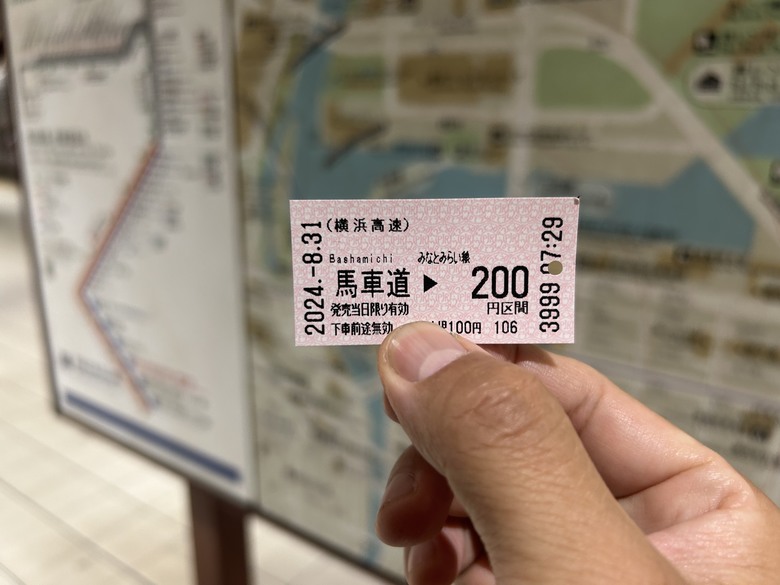 2024.-8.31
(横浜高速)
Bashamichi みなとみらい線
馬車道 ▶ 200
発売当日限り有効 円区間
下車前途無効 100円 106
3999 07:29